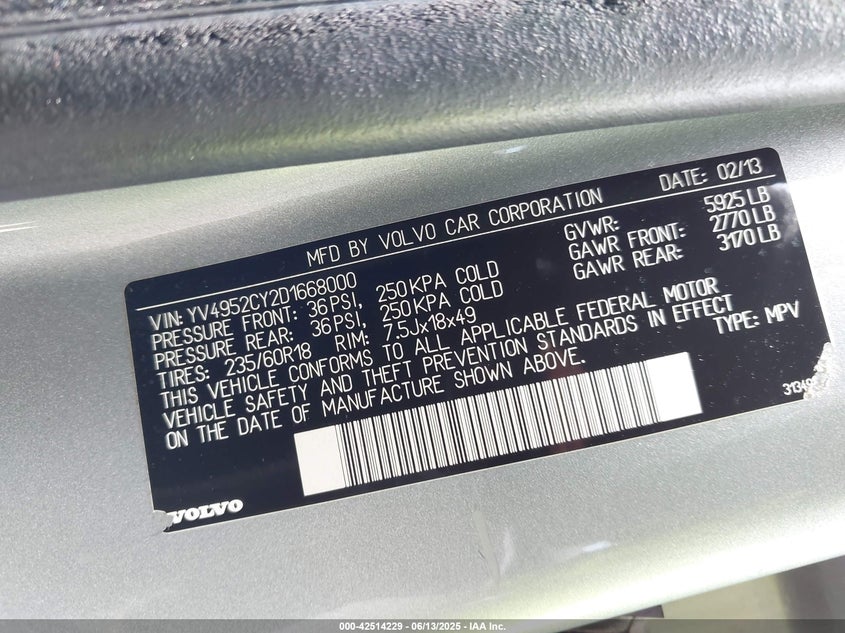 MFD BY VOLVO CAR CORPORATION DATE: 02/13
VIN: YV4952CY2D1668000 GVWR: 5925 LB
PRESSURE FRONT: 36 PSI, 250 KPA COLD GAWR FRONT: 2770 LB
PRESSURE REAR: 36 PSI, 250 KPA COLD GAWR REAR: 3170 LB
TIRES: 235/60R18 RIM: 7.5Jx18x49
THIS VEHICLE CONFORMS TO ALL APPLICABLE FEDERAL MOTOR
VEHICLE SAFETY AND THEFT PREVENTION STANDARDS IN EFFECT
ON THE DATE OF MANUFACTURE SHOWN ABOVE. TYPE: MPV
VOLVO
000-42514229 - 06/13/2025 - IAA Inc.